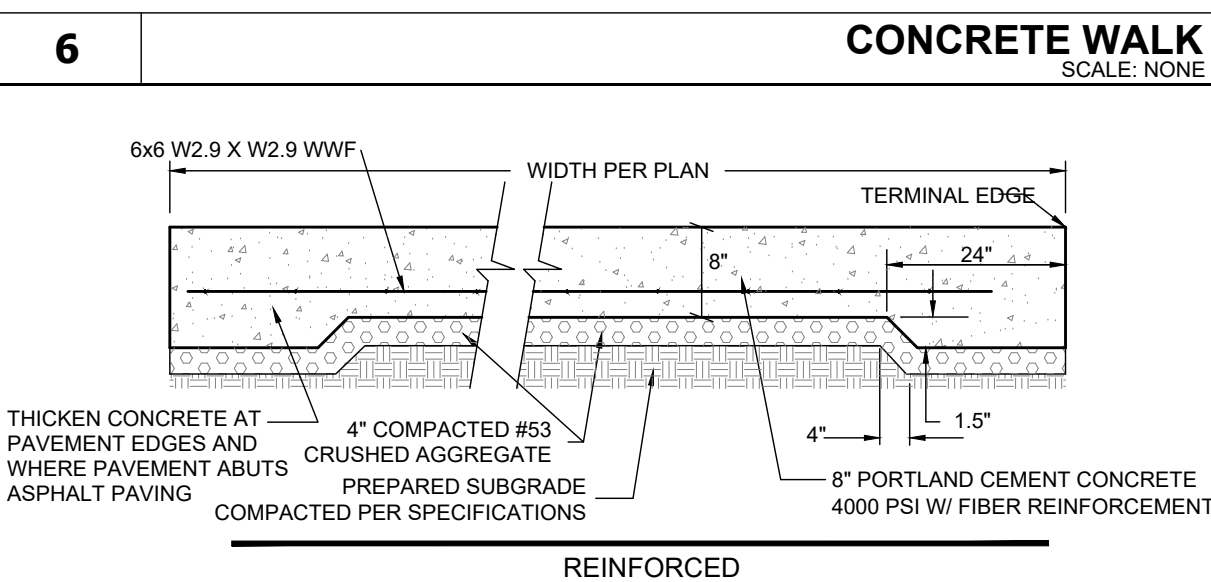 6
CONCRETE WALK
SCALE: NONE
6x6 W2.9 X W2.9 WWF
WIDTH PER PLAN
TERMINAL EDGE
8"
24"
THICKEN CONCRETE AT
PAVEMENT EDGES AND
WHERE PAVEMENT ABUTS
ASPHALT PAVING
4" COMPACTED #53
CRUSHED AGGREGATE
PREPARED SUBGRADE
COMPACTED PER SPECIFICATIONS
4"
1.5"
8" PORTLAND CEMENT CONCRETE
4000 PSI W/ FIBER REINFORCEMENT
REINFORCED